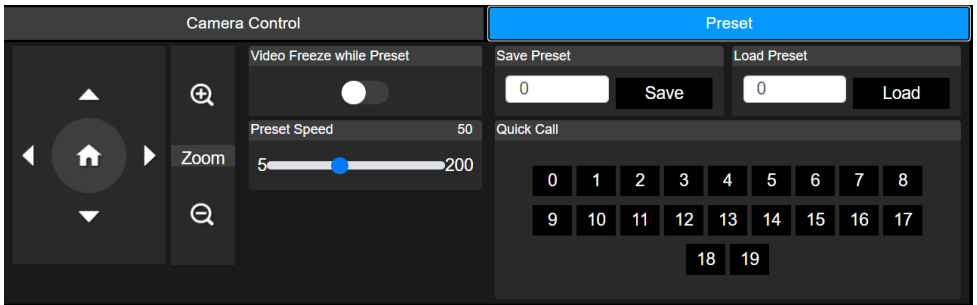 Camera Control
Preset
Video Freeze while Preset
Save Preset
Load Preset
0
Save
0
Load
Preset Speed 50
Quick Call
Zoom
5 200
0 1 2 3 4 5 6 7 8
9 10 11 12 13 14 15 16 17
18 19